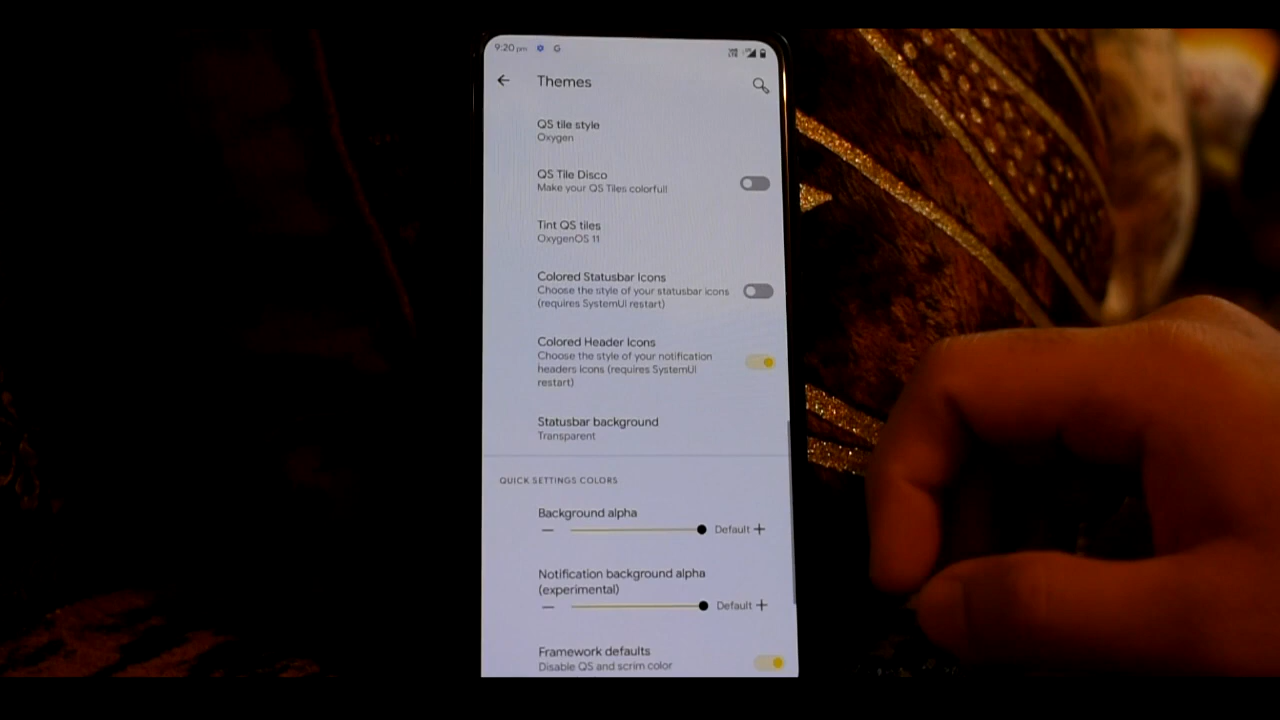 9:20 pm
Themes
QS tile style
Oxygen
QS Tile Disco
Make your QS Tiles colorfull
Tint QS tiles
OxygenOS 11
Colored Statusbar Icons
Choose the style of your statusbar icons
(requires SystemUI restart)
Colored Header Icons
Choose the style of your notification
headers icons (requires SystemUI
restart)
Statusbar background
Transparent
QUICK SETTINGS COLORS
Background alpha
Default
Notification background alpha
(experimental)
Default
Framework defaults
Disable QS and scrim color